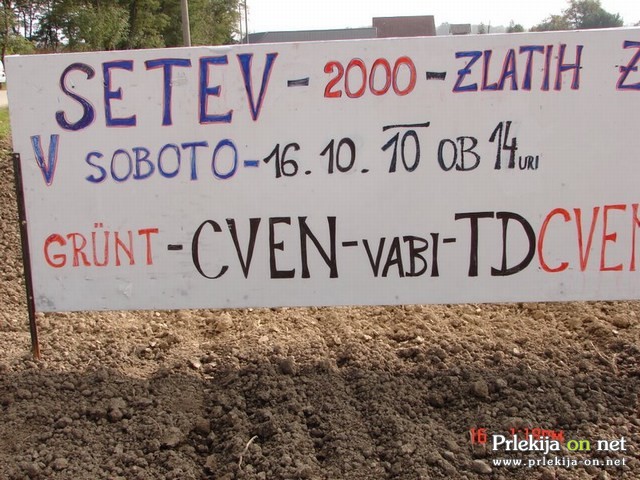 SETEV - 2000 - ZLATIH Z
V SOBOTO - 16.10.10 OB 14 URI
GRÜNT - CVEN - VABI - TD CVEN
Prlekija on net
www.prlekija-on.net